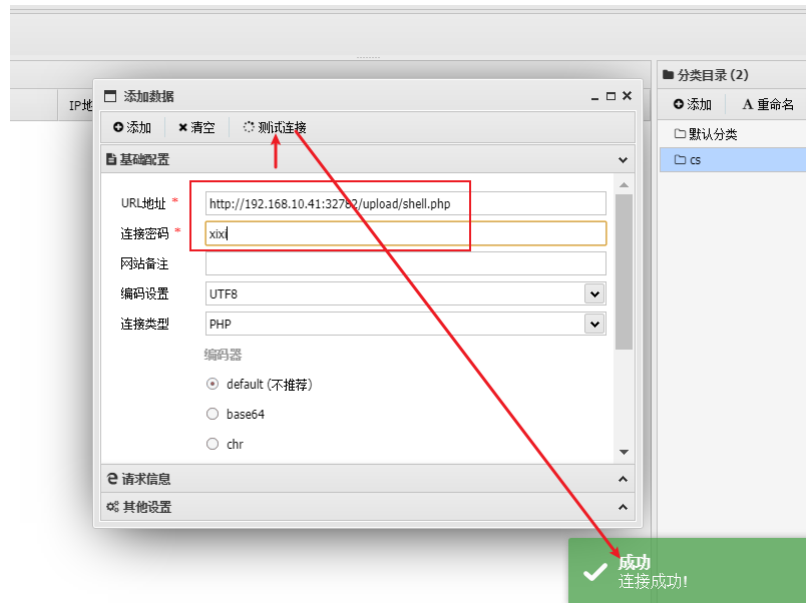 分类目录 (2)
添加 A 重命名
默认分类
cs
IP地
添加数据
添加 清空 测试连接
基础配置
URL地址 * http://192.168.10.41:32782/upload/shell.php
连接密码 * xixi
网站备注
编码设置 UTF8
连接类型 PHP
编码器
default (不推荐)
base64
chr
请求信息
其他设置
成功
连接成功!